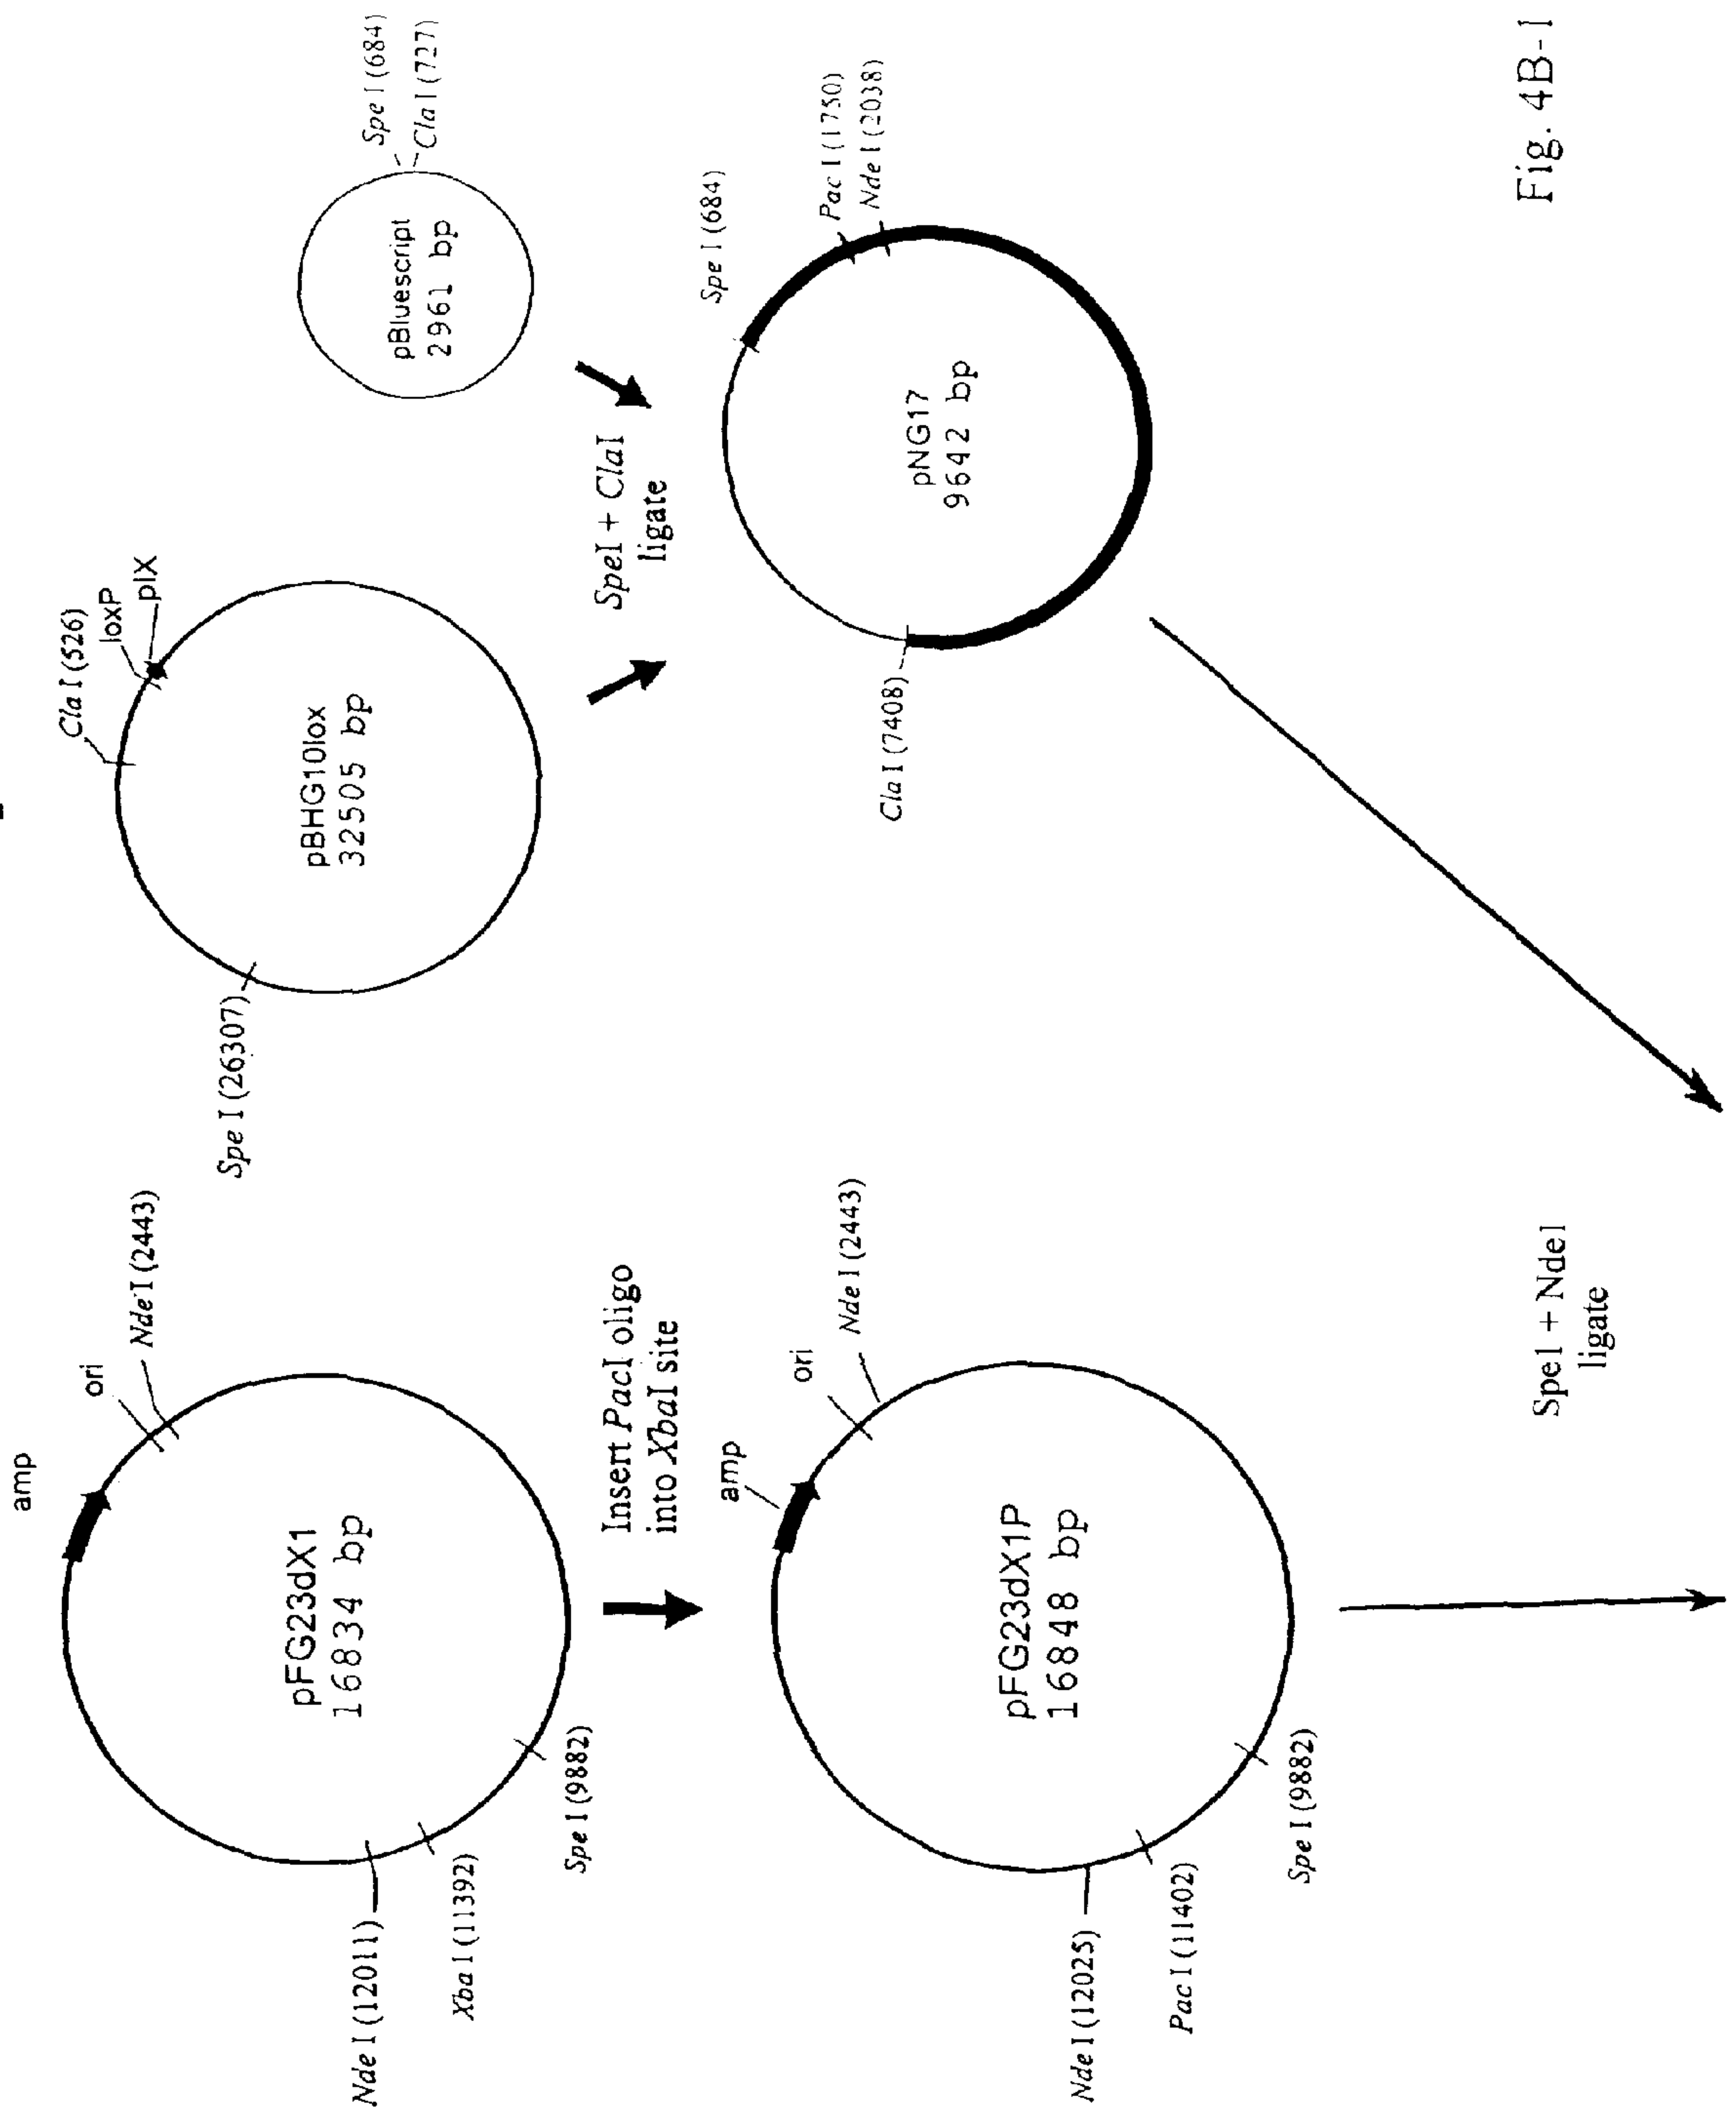 amp
ori
Nde I (2443)
pFG23dX1
16834 bp
Nde I (12011)
Xba I (11392)
Spe I (9882)
Insert PacI oligo
into XbaI site
amp
ori
Nde I (2443)
pFG23dX1P
16848 bp
Nde I (12025)
Pac I (11402)
Spe I (9882)
SpeI + NdeI
ligate
Cla I (526)
loxP
pIX
pBHG10lox
32505 bp
Spe I (26307)
Spe I (684)
Cla I (727)
pBluescript
2961 bp
SpeI + ClaI
ligate
Spe I (684)
Pac I (1750)
Nde I (2038)
pNG17
9642 bp
Cla I (7408)
Fig. 4B-1